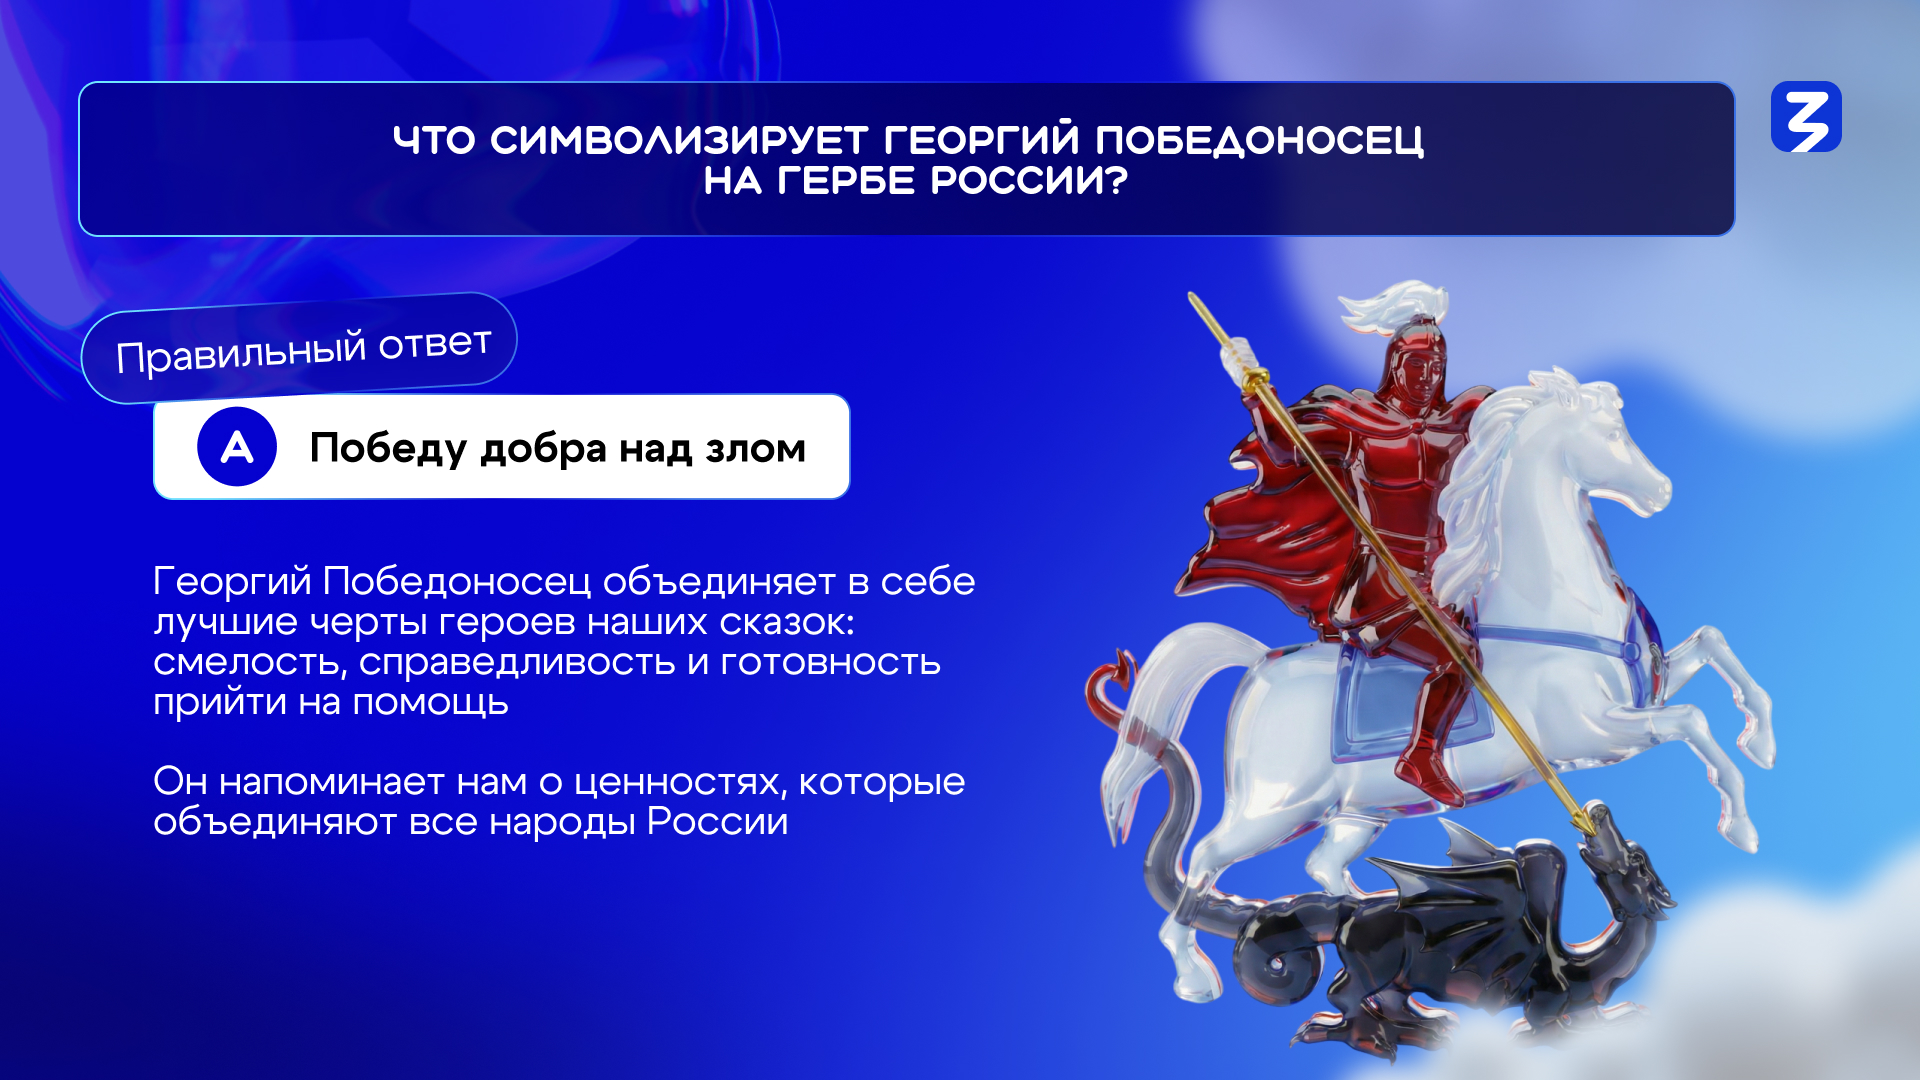 ЧТО СИМВОЛИЗИРУЕТ ГЕОРГИЙ ПОБЕДОНОСЕЦ
НА ГЕРБЕ РОССИИ?
Правильный ответ
А Победу добра над злом
Георгий Победоносец объединяет в себе
лучшие черты героев наших сказок:
смелость, справедливость и готовность
прийти на помощь
Он напоминает нам о ценностях, которые
объединяют все народы России